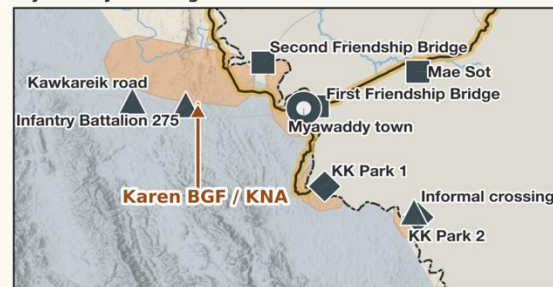 Second Friendship Bridge
Kawkareik road
Mae Sot
First Friendship Bridge
Infantry Battalion 275
Myawaddy town
Karen BGF / KNA
KK Park 1
Informal crossing
KK Park 2